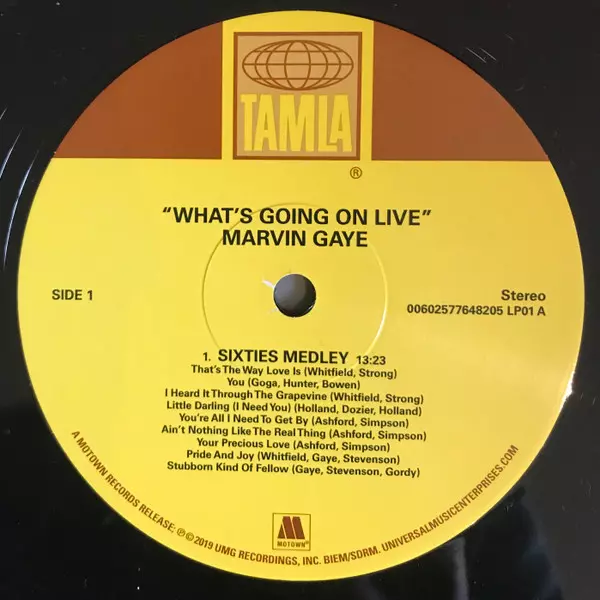 TAMLA
®
“WHAT'S GOING ON LIVE”
MARVIN GAYE
SIDE 1
Stereo
00602577648205 LP01 A
1. SIXTIES MEDLEY 13:23
That's The Way Love Is (Whitfield, Strong)
You (Goga, Hunter, Bowen)
I Heard It Through The Grapevine (Whitfield, Strong)
Little Darling (I Need You) (Holland, Dozier, Holland)
You're All I Need To Get By (Ashford, Simpson)
Ain't Nothing Like The Real Thing (Ashford, Simpson)
Your Precious Love (Ashford, Simpson)
Pride And Joy (Whitfield, Gaye, Stevenson)
Stubborn Kind Of Fellow (Gaye, Stevenson, Gordy)
M
MOTOWN®
A MOTOWN RECORDS RELEASE; ℗©2019 UMG RECORDINGS, INC. BIEM/SDRM. UNIVERSALMUSICENTERPRISES.COM